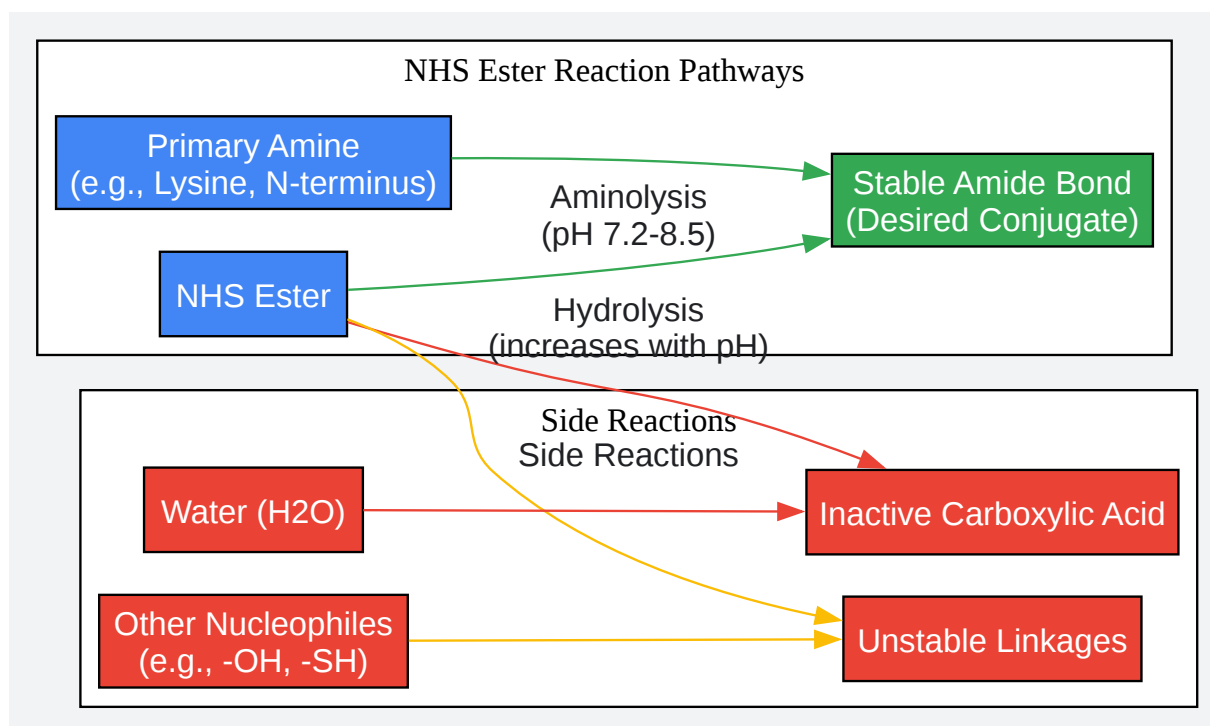 NHS Ester Reaction Pathways
Primary Amine
(e.g., Lysine, N-terminus)
Stable Amide Bond
(Desired Conjugate)
Aminolysis
(pH 7.2-8.5)
NHS Ester
Hydrolysis
(increases with pH)
Side Reactions
Side Reactions
Water (H2O)
Inactive Carboxylic Acid
Other Nucleophiles
(e.g., -OH, -SH)
Unstable Linkages